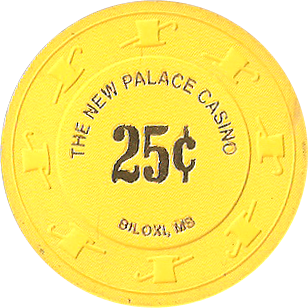 THE NEW PALACE CASINO
25¢
BILOXI, MS